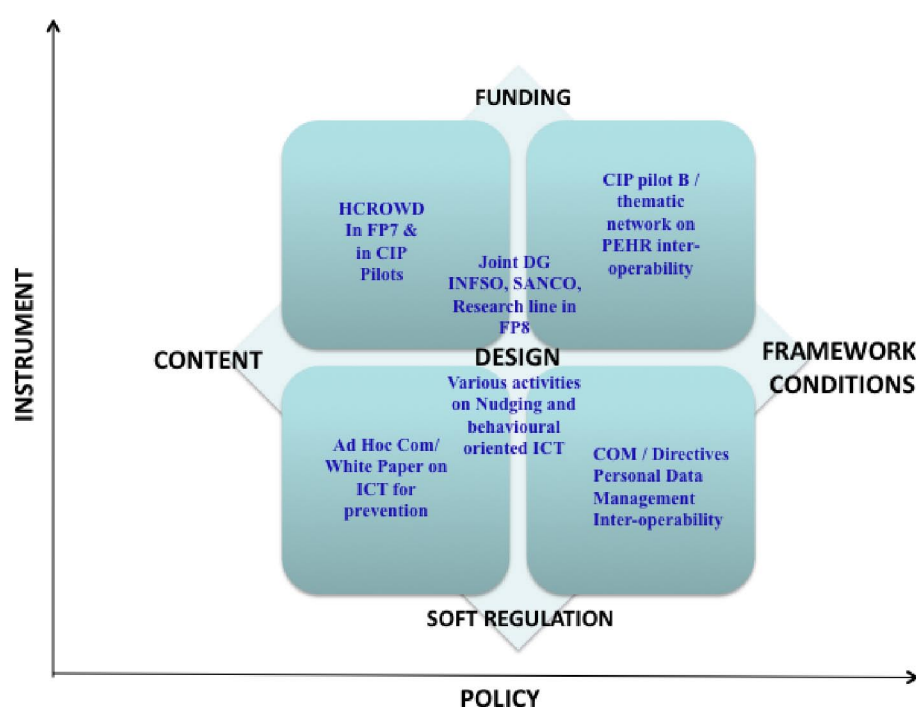 FUNDING
HCROWD
In FP7 &
in CIP
Pilots
CIP pilot B /
thematic
network on
PEHR inter-
operability
Joint DG
INFSO, SANCO,
Research line in
FP8
INSTRUMENT
CONTENT
DESIGN
FRAMEWORK
CONDITIONS
Various activities
on Nudging and
behavioural
oriented ICT
Ad Hoc Com/
White Paper on
ICT for
prevention
COM / Directives
Personal Data
Management
Inter-operability
SOFT REGULATION
POLICY